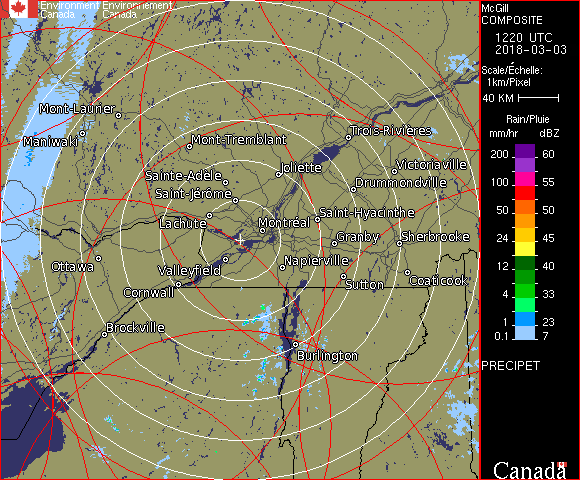 Environment Environnement
Canada Canada
McGill
COMPOSITE
1220 UTC
2018-03-03
Scale/Échelle:
1km/Pixel
40 KM
Rain/Pluie
mm/hr dBZ
200 60
150 57
100 55
50 50
24 45
12 40
4 33
1 23
0.1 7
PRECIPET
Canada
Mont-Laurier
Maniwaki
Mont-Tremblant
Trois-Rivières
Sainte-Adèle
Joliette
Victoriaville
Saint-Jérôme
Drummondville
Lachute
Montréal
Saint-Hyacinthe
Granby
Sherbrooke
Ottawa
Valleyfield
Napierville
Cornwall
Sutton
Coaticook
Brockville
Burlington